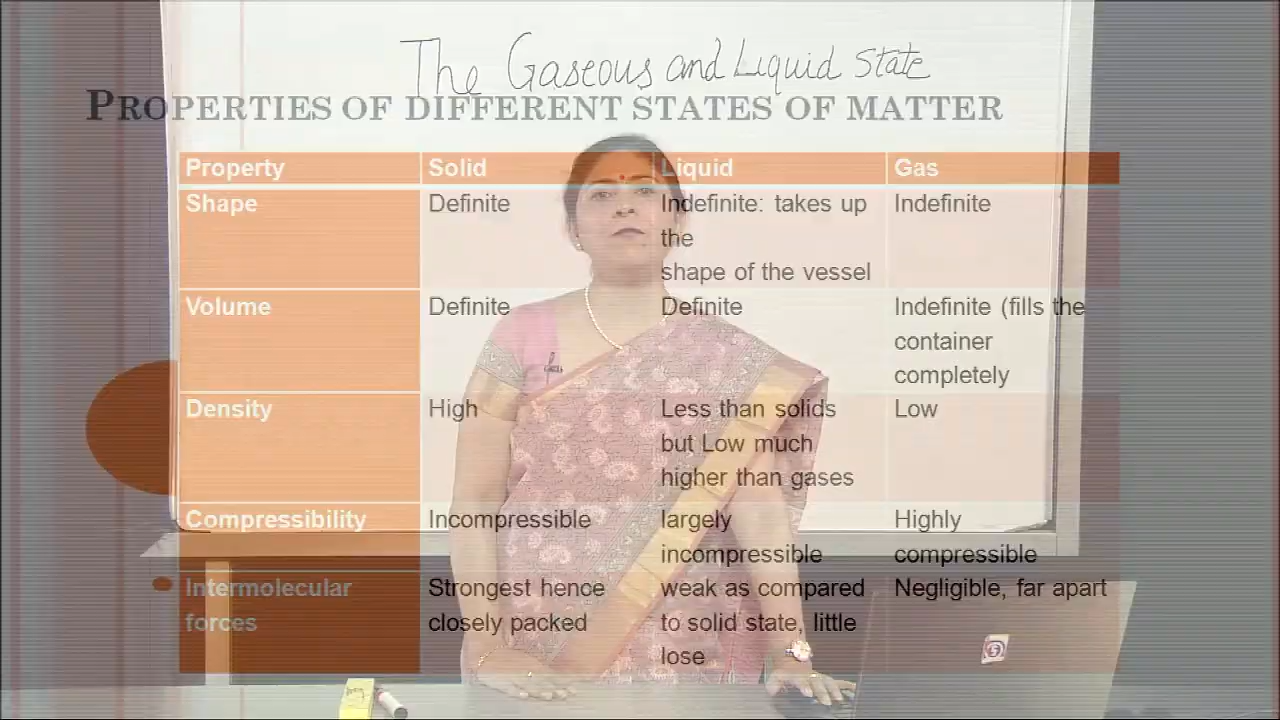 The Gaseous and Liquid State
PROPERTIES OF DIFFERENT STATES OF MATTER
Property Solid Liquid Gas
Shape Definite Indefinite: takes up Indefinite
the
shape of the vessel
Volume Definite Definite Indefinite (fills the
container
completely
Density High Less than solids Low
but Low much
higher than gases
Compressibility Incompressible largely Highly
incompressible compressible
Intermolecular Strongest hence weak as compared Negligible, far apart
forces closely packed to solid state, little
lose